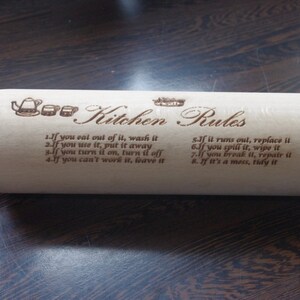 Kitchen Rules
1.If you eat out of it, wash it
2.If you use it, put it away
3.If you turn it on, turn it off
4.If you can't work it, leave it
5.If it runs out, replace it
6.If you spill it, wipe it
7.If you break it, repair it
8.If it's a mess, tidy it